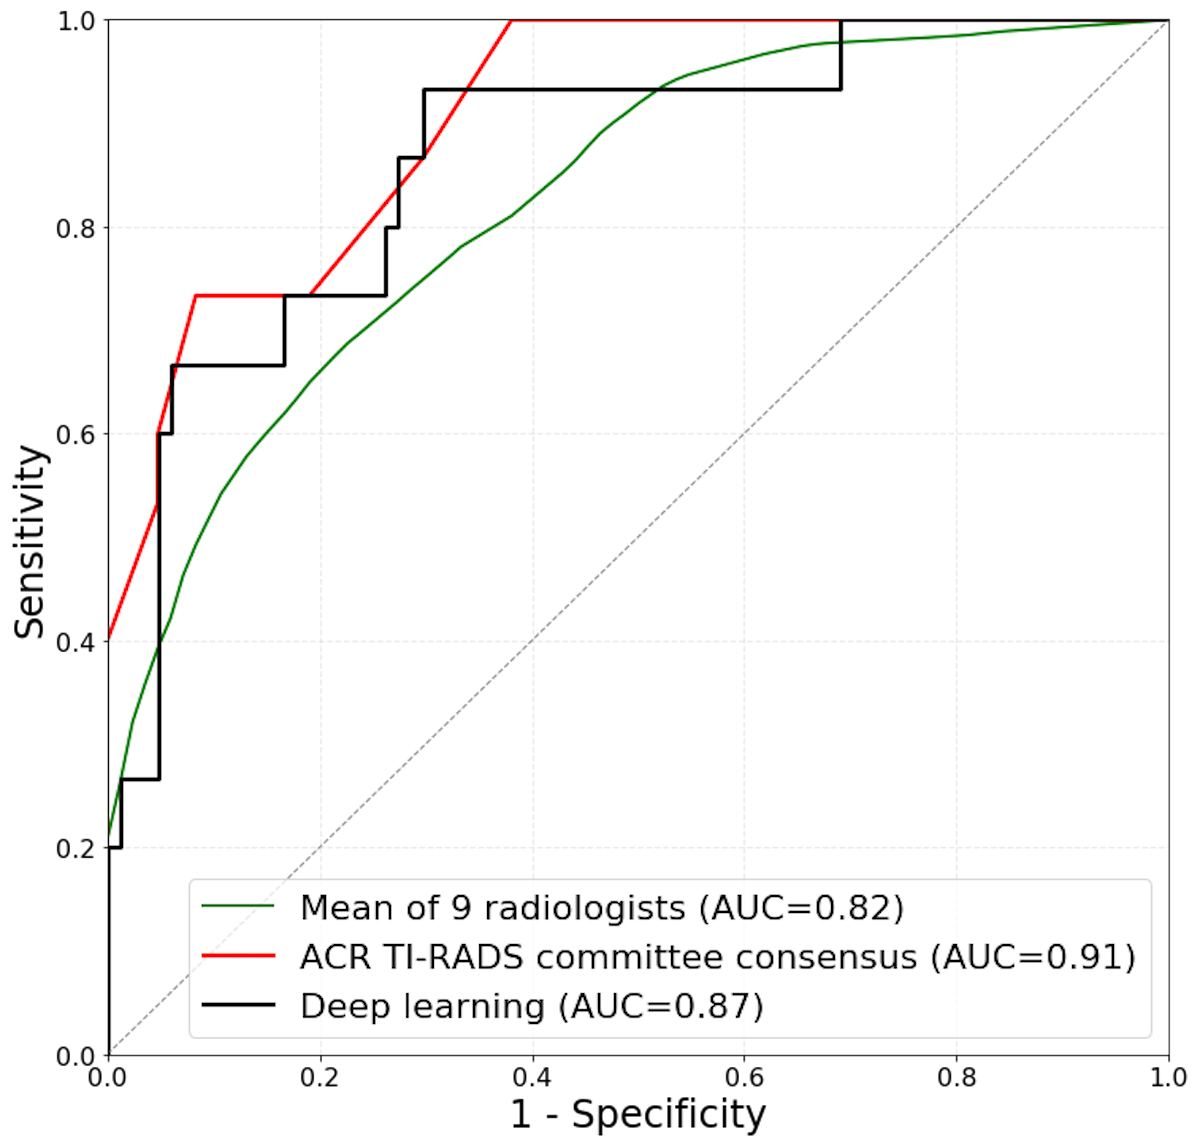 1.0
0.8
0.6
0.4
0.2
0.0
Sensitivity
Mean of 9 radiologists (AUC=0.82)
ACR TI-RADS committee consensus (AUC=0.91)
Deep learning (AUC=0.87)
0.0 0.2 0.4 0.6 0.8 1.0
1 - Specificity